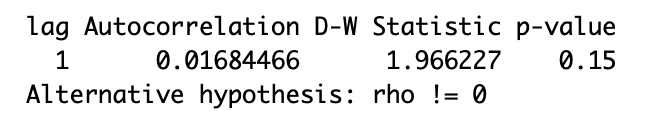 lag Autocorrelation D-W Statistic p-value
1 0.01684466 1.966227 0.15
Alternative hypothesis: rho != 0